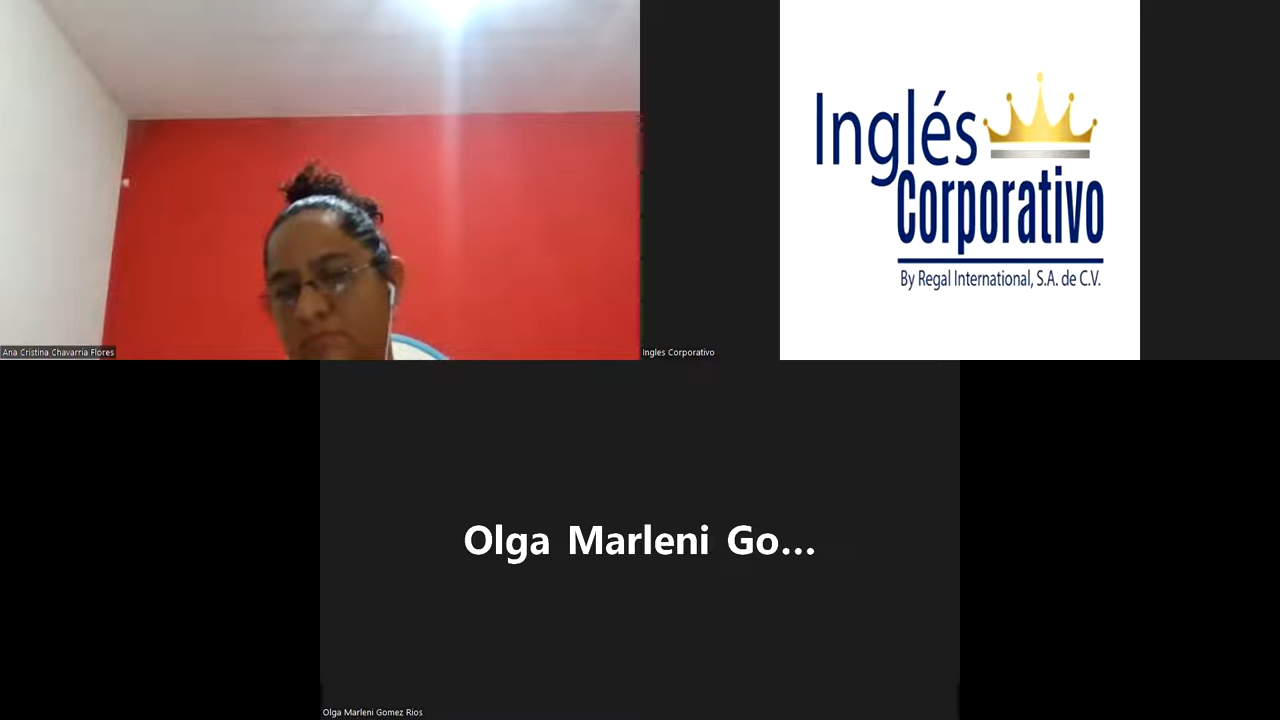 Inglés
Corporativo
By Regal International, S.A. de C.V.
Ana Cristina Chavarria Flores
Ingles Corporativo
Olga Marleni Go...
Olga Marleni Gomez Rios